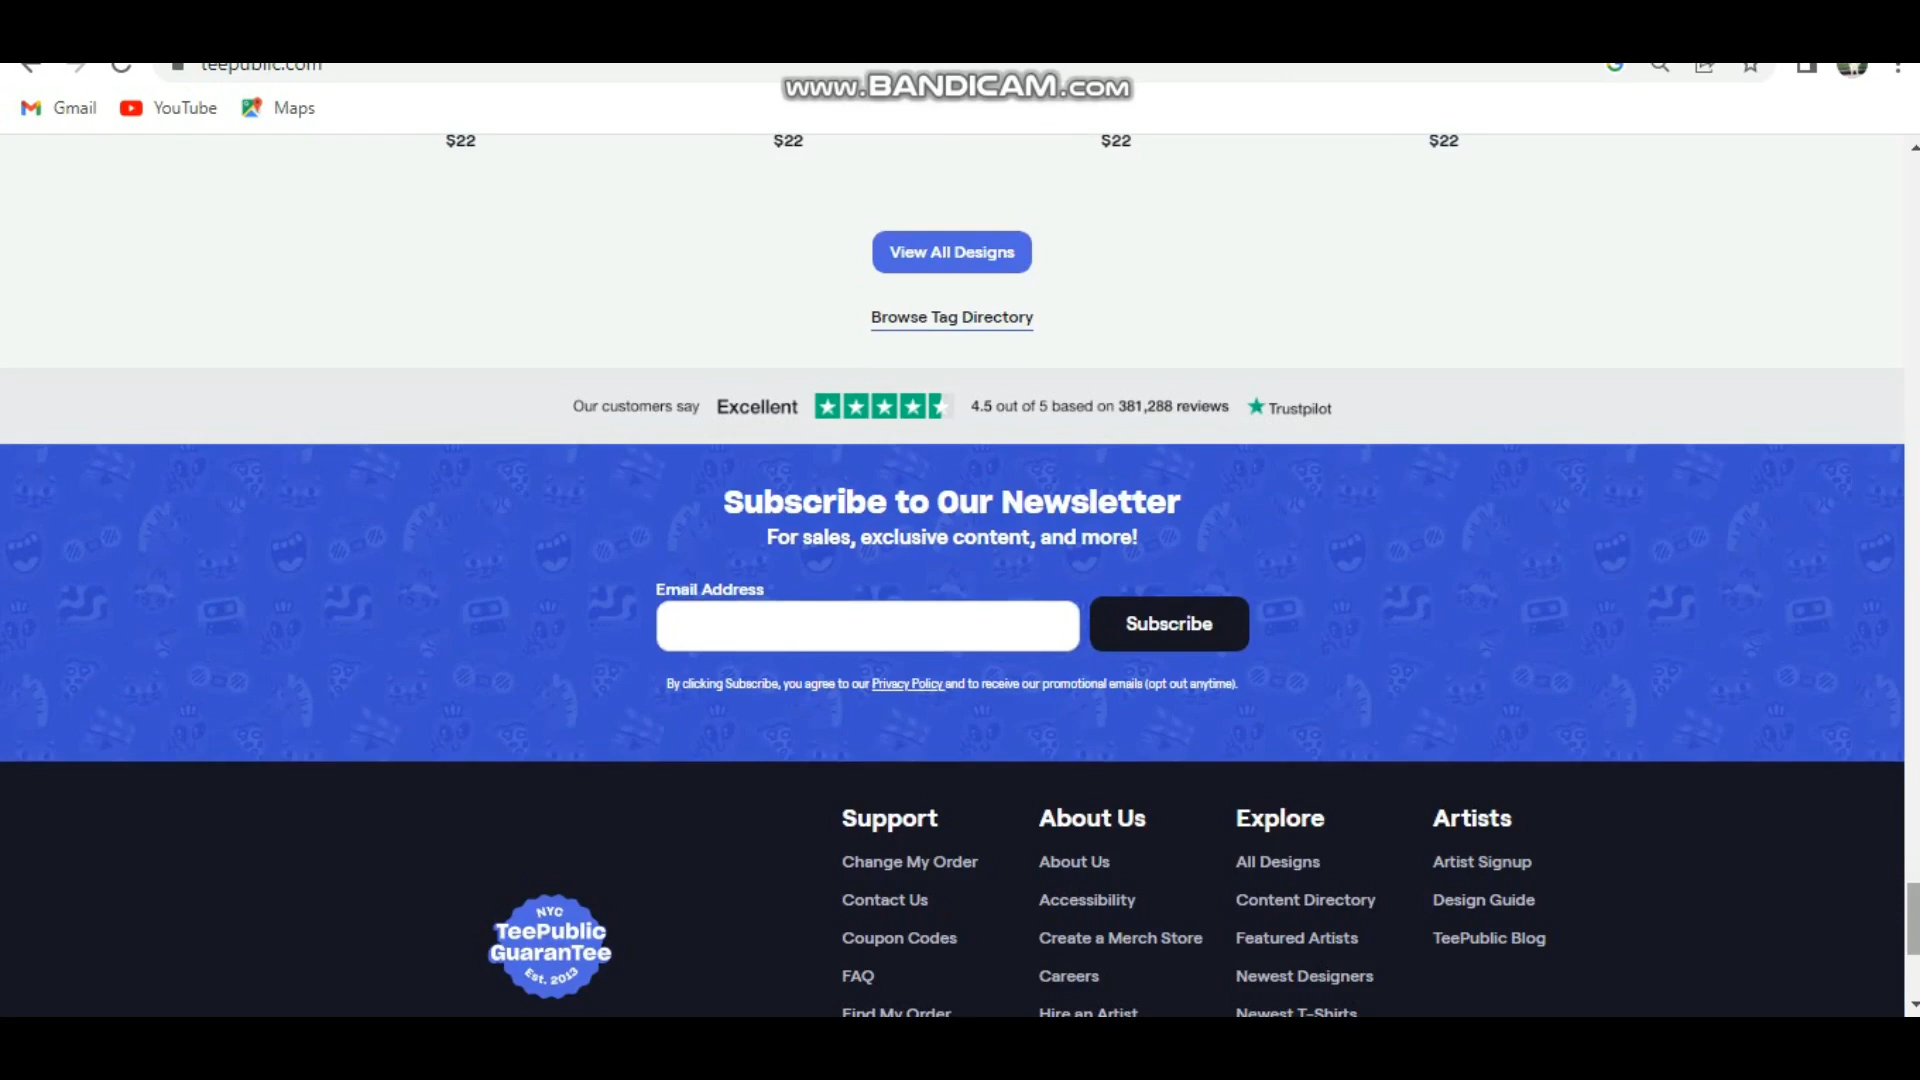 teepublic.com
www.BANDICAM.com
Gmail YouTube Maps
$22 $22 $22 $22
View All Designs
Browse Tag Directory
Our customers say Excellent 4.5 out of 5 based on 381,288 reviews Trustpilot
Subscribe to Our Newsletter
For sales, exclusive content, and more!
Email Address
Subscribe
By clicking Subscribe, you agree to our Privacy Policy and to receive our promotional emails (opt out anytime).
Support About Us Explore Artists
Change My Order About Us All Designs Artist Signup
Contact Us Accessibility Content Directory Design Guide
Coupon Codes Create a Merch Store Featured Artists TeePublic Blog
FAQ Careers Newest Designers
Find My Order Hire an Artist Newest T-Shirts
NYC
TeePublic
GuaranTee
Est. 2013